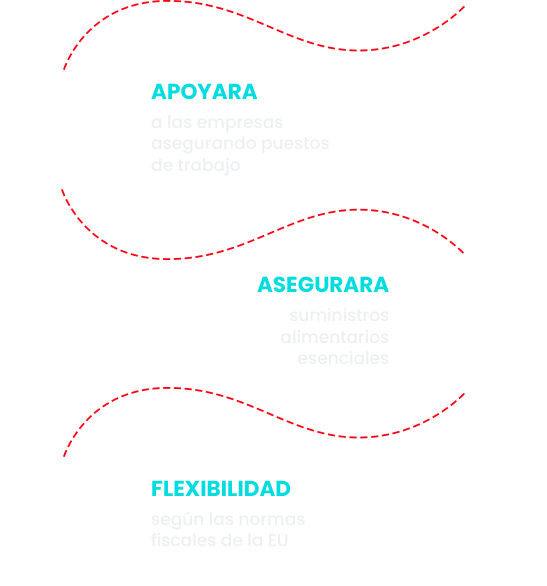 APOYARA
a las empresas
asegurando puestos
de trabajo
ASEGURARA
suministros
alimentarios
esenciales
FLEXIBILIDAD
según las normas
fiscales de la EU